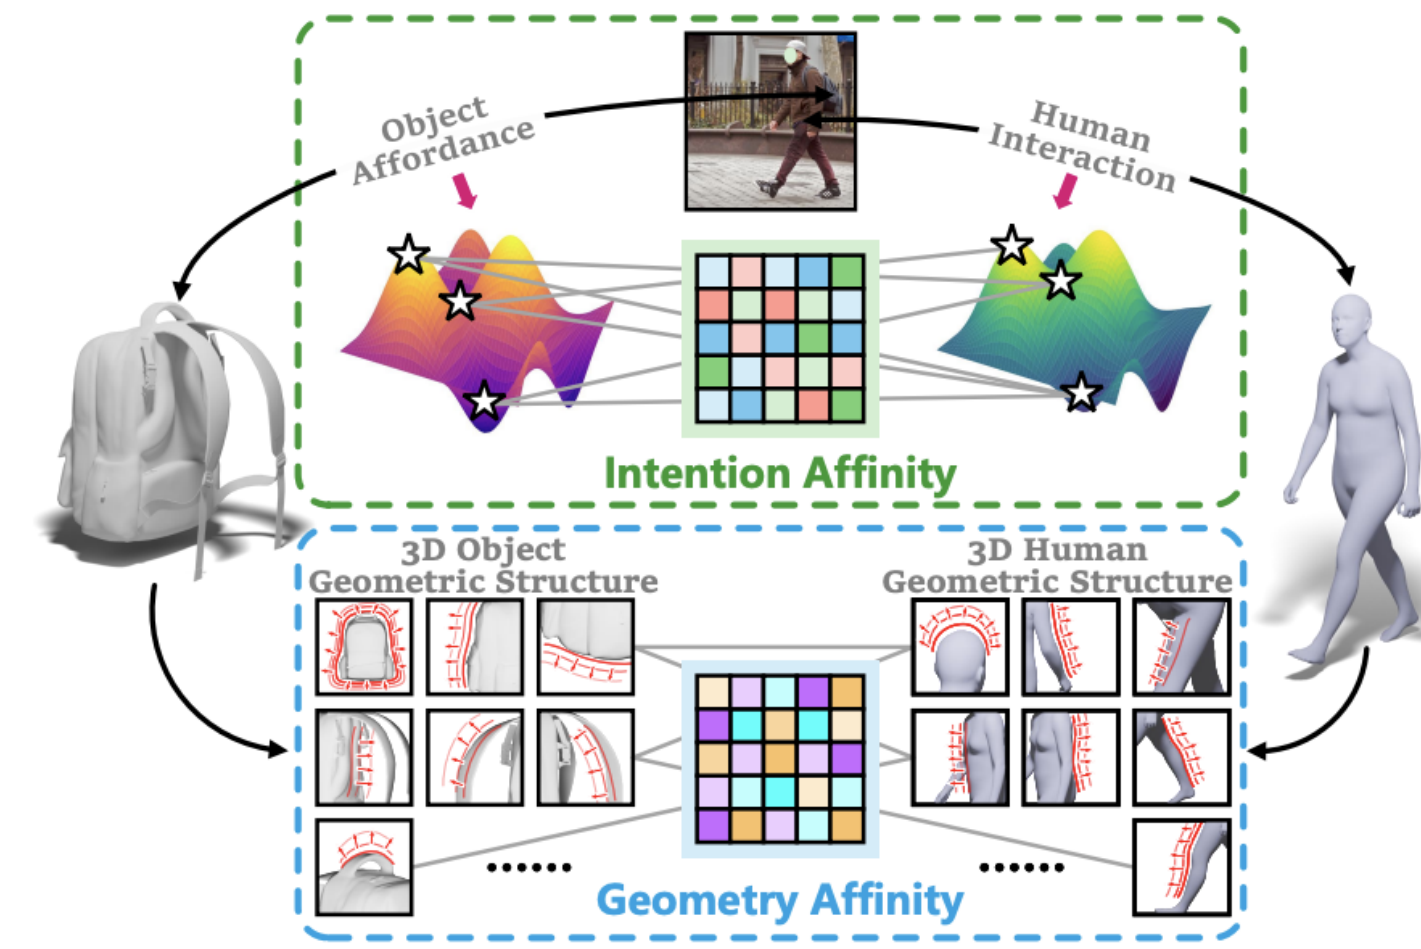 Object
Affordance
Human
Interaction
Intention Affinity
3D Object
Geometric Structure
3D Human
Geometric Structure
Geometry Affinity